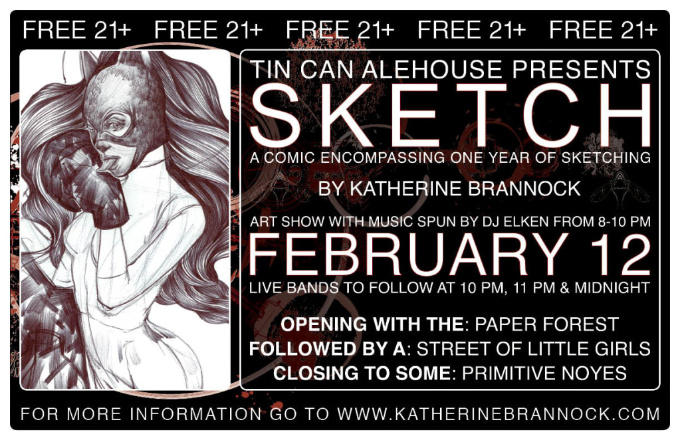 FREE 21+ FREE 21+ FREE 21+ FREE 21+ FREE 21+
TIN CAN ALEHOUSE PRESENTS
SKETCH
A COMIC ENCOMPASSING ONE YEAR OF SKETCHING
BY KATHERINE BRANNOCK
ART SHOW WITH MUSIC SPUN BY DJ ELKEN FROM 8-10 PM
FEBRUARY 12
LIVE BANDS TO FOLLOW AT 10 PM, 11 PM & MIDNIGHT
OPENING WITH THE: PAPER FOREST
FOLLOWED BY A: STREET OF LITTLE GIRLS
CLOSING TO SOME: PRIMITIVE NOYES
FOR MORE INFORMATION GO TO WWW.KATHERINEBRANNOCK.COM